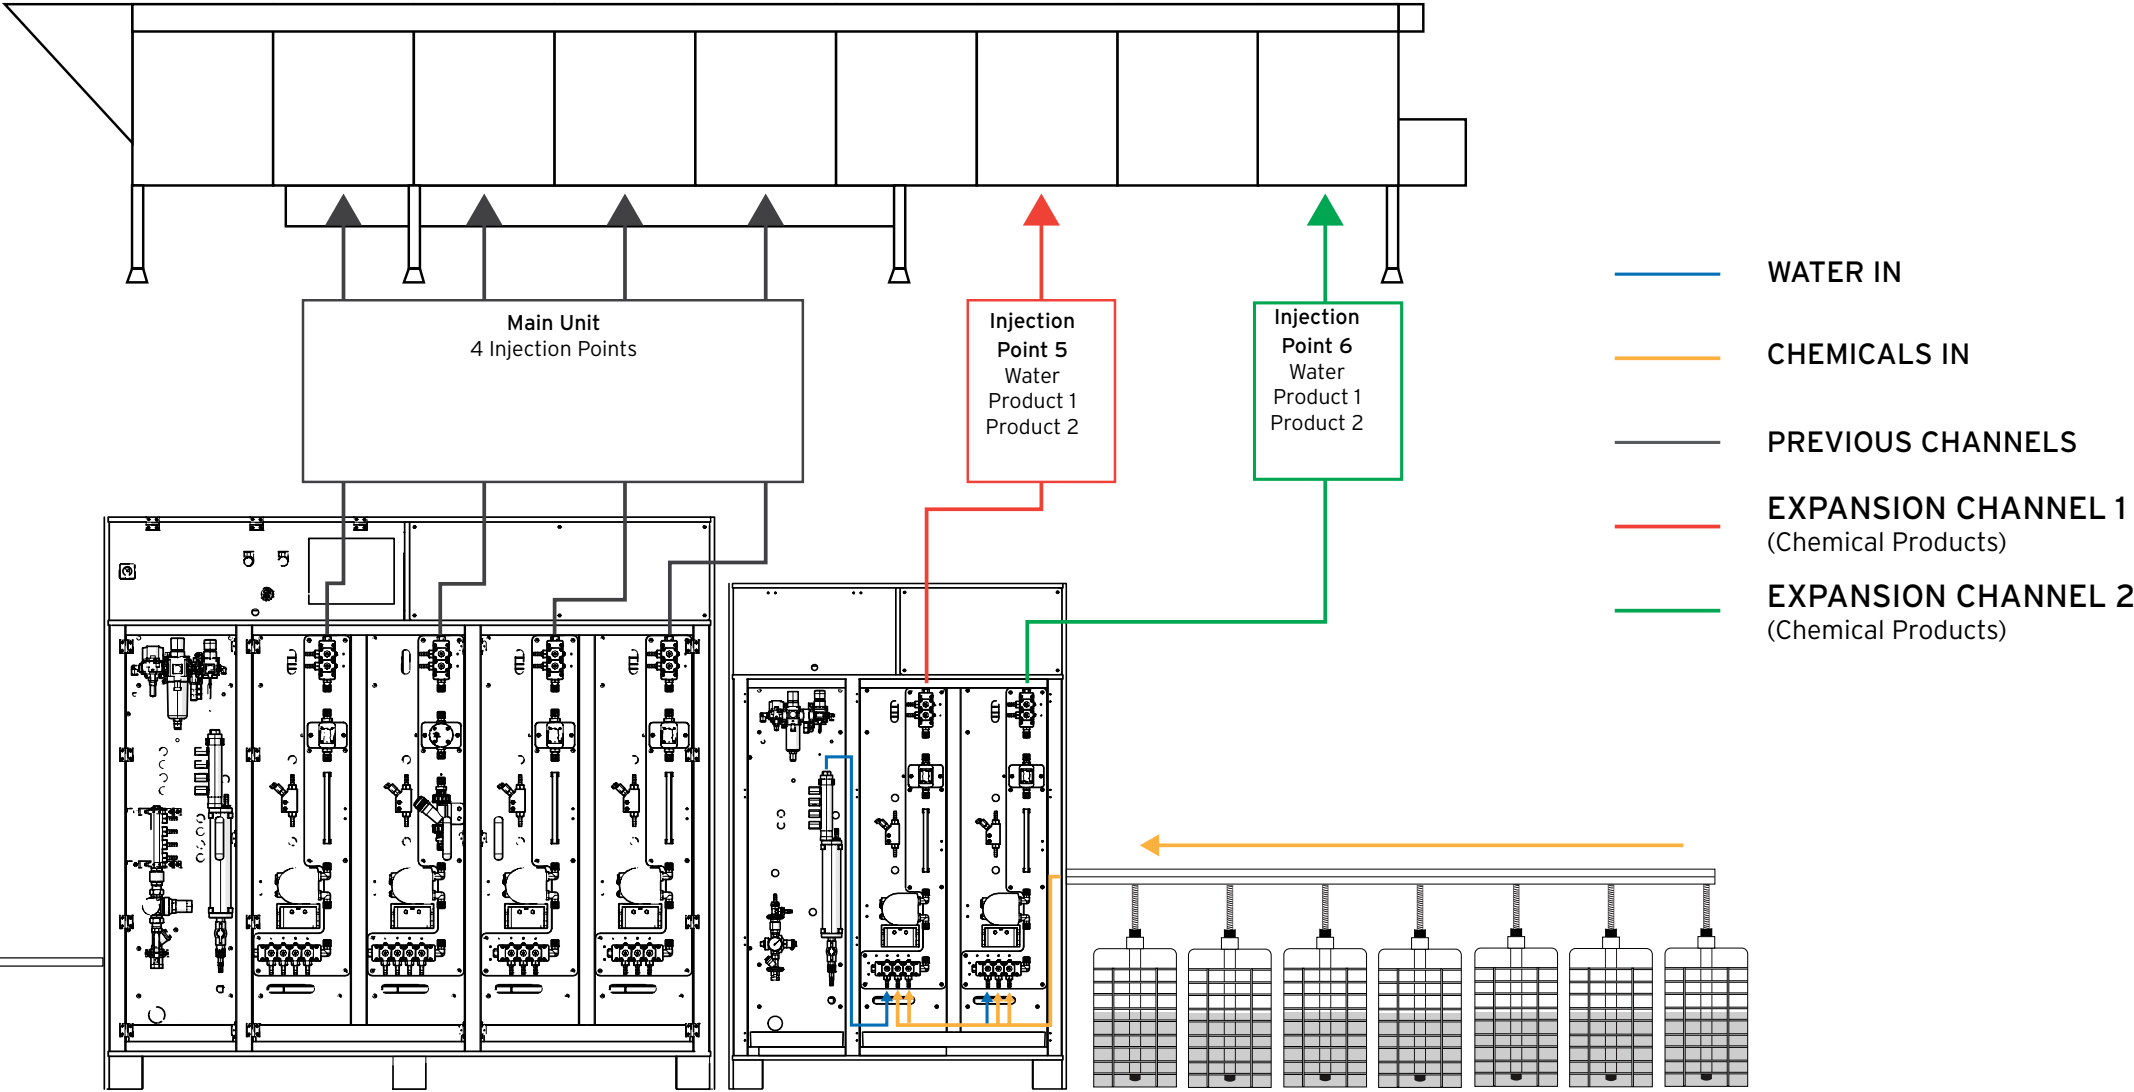 Main Unit
4 Injection Points
Injection
Point 5
Water
Product 1
Product 2
Injection
Point 6
Water
Product 1
Product 2
WATER IN
CHEMICALS IN
PREVIOUS CHANNELS
EXPANSION CHANNEL 1
(Chemical Products)
EXPANSION CHANNEL 2
(Chemical Products)